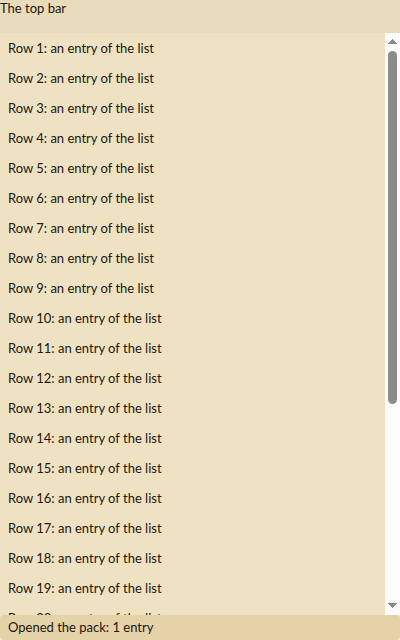 The top bar
Row 1: an entry of the list
Row 2: an entry of the list
Row 3: an entry of the list
Row 4: an entry of the list
Row 5: an entry of the list
Row 6: an entry of the list
Row 7: an entry of the list
Row 8: an entry of the list
Row 9: an entry of the list
Row 10: an entry of the list
Row 11: an entry of the list
Row 12: an entry of the list
Row 13: an entry of the list
Row 14: an entry of the list
Row 15: an entry of the list
Row 16: an entry of the list
Row 17: an entry of the list
Row 18: an entry of the list
Row 19: an entry of the list
Opened the pack: 1 entry